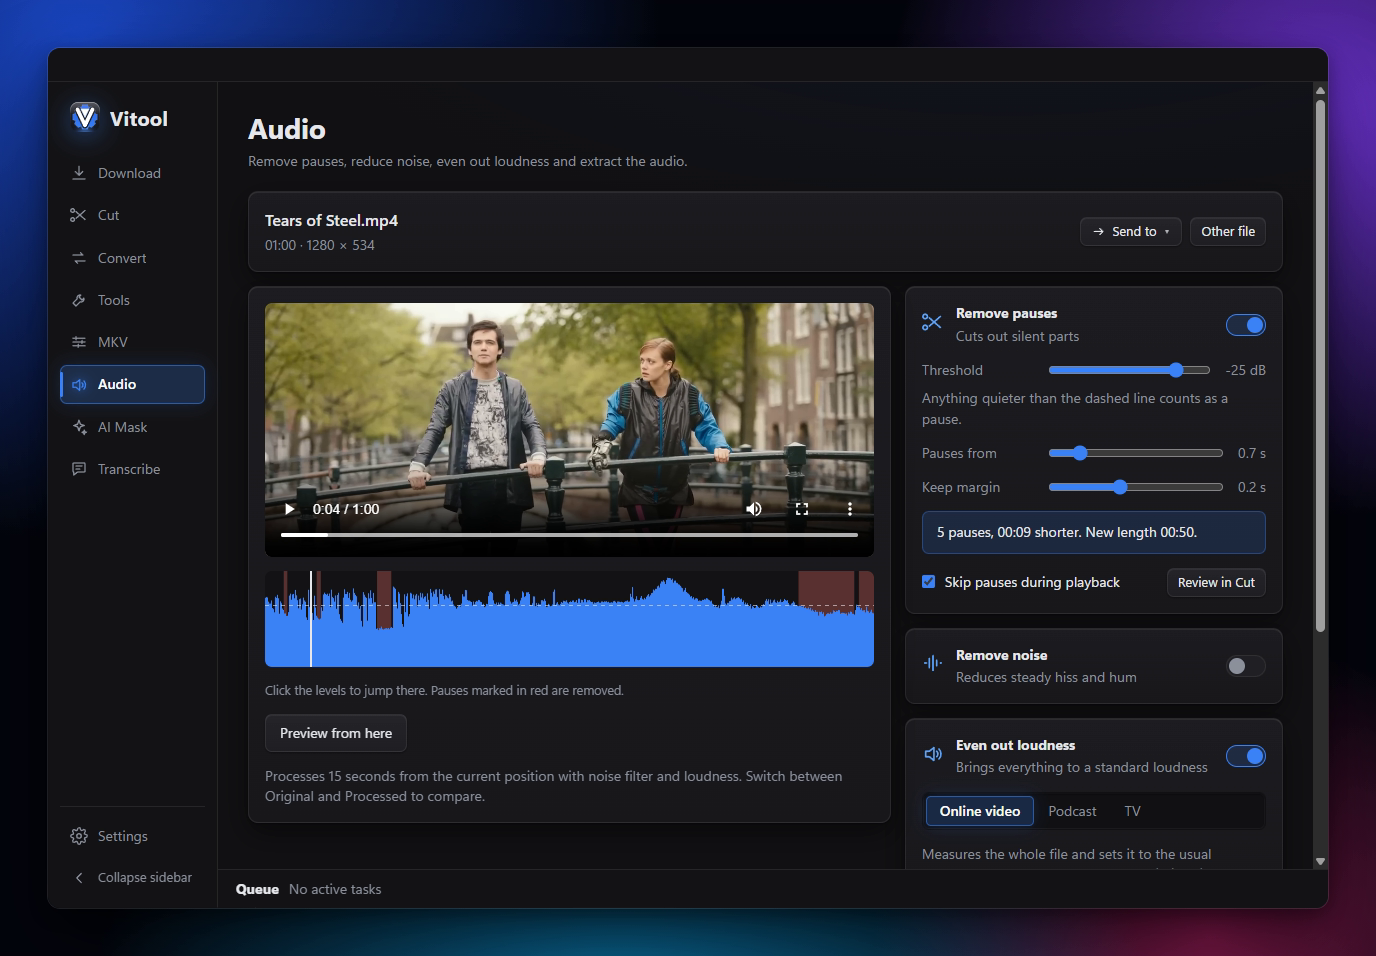 Vitool
Download
Cut
Convert
Tools
MKV
Audio
AI Mask
Transcribe
Settings
Collapse sidebar
Audio
Remove pauses, reduce noise, even out loudness and extract the audio.
Tears of Steel.mp4
01:00 · 1280 × 534
→ Send to ▾
Other file
0:04 / 1:00
Click the levels to jump there. Pauses marked in red are removed.
Preview from here
Processes 15 seconds from the current position with noise filter and loudness. Switch between
Original and Processed to compare.
Remove pauses
Cuts out silent parts
Threshold -25 dB
Anything quieter than the dashed line counts as a
pause.
Pauses from 0.7 s
Keep margin 0.2 s
5 pauses, 00:09 shorter. New length 00:50.
Skip pauses during playback
Review in Cut
Remove noise
Reduces steady hiss and hum
Even out loudness
Brings everything to a standard loudness
Online video Podcast TV
Measures the whole file and sets it to the usual
Queue No active tasks